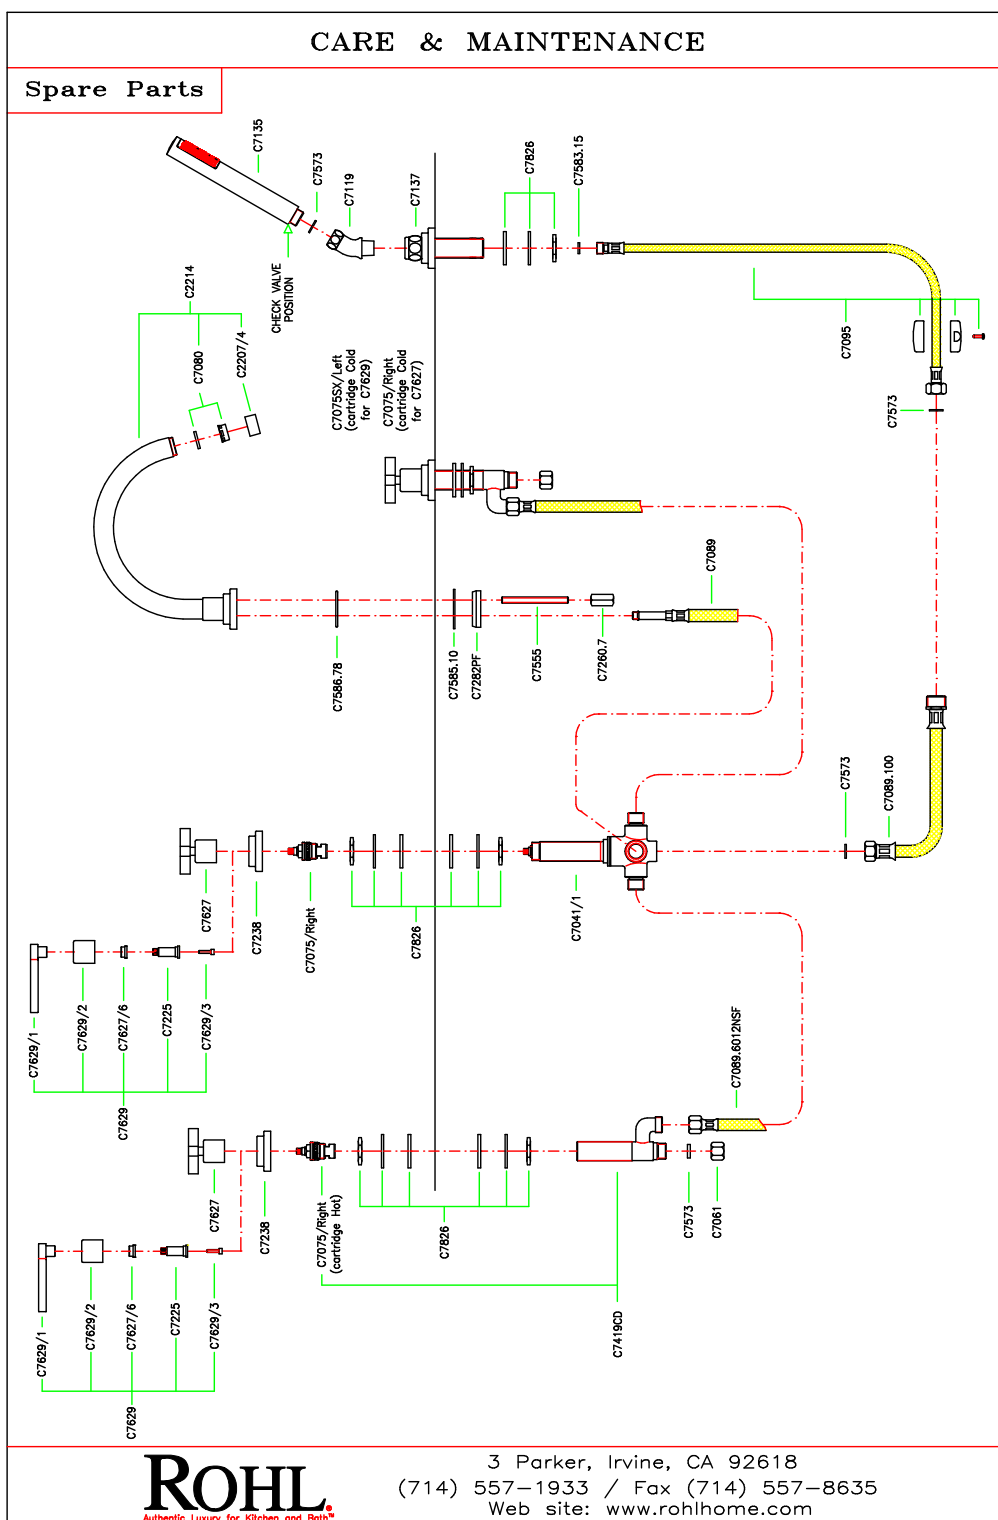 CARE & MAINTENANCE
Spare Parts
C7135
C7573
C7119
C7137
C7826
C7583.15
CHECK VALVE
POSITION
C2214
C7080
C2207/4
C7095
C7573
C7075SX/Left
(cartridge Cold
for C7629)
C7075/Right
(cartridge Cold
for C7627)
C7089
C7586.78
C7585.10
C7282PF
C7555
C7260.7
C7573
C7089.100
C7627
C7238
C7075/Right
C7826
C7041/1
C7629/1
C7629/2
C7627/6
C7225
C7629/3
C7629
C7089.6012NSF
C7627
C7238
C7075/Right
(cartridge Hot)
C7826
C7573
C7061
C7629/1
C7629/2
C7627/6
C7225
C7629/3
C7629
C7419CD
ROHL.
Authentic Luxury for Kitchen and Bath™
3 Parker, Irvine, CA 92618
(714) 557-1933 / Fax (714) 557-8635
Web site: www.rohlhome.com